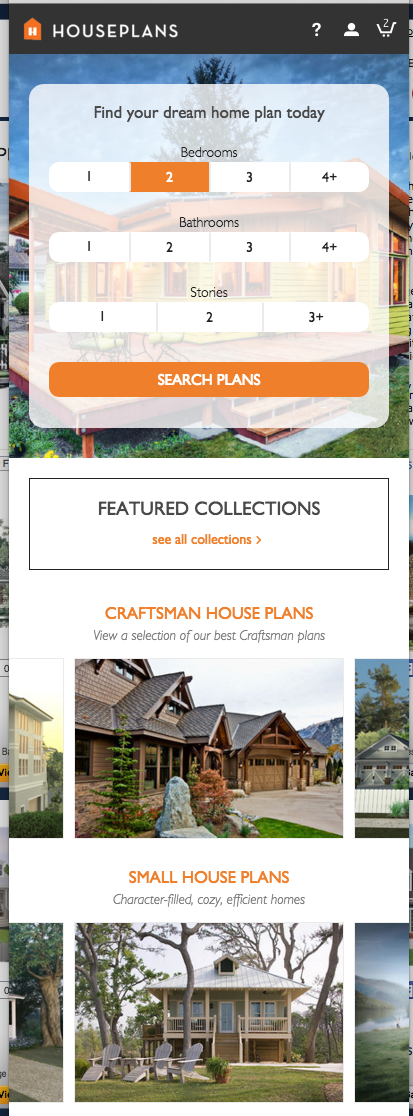 HOUSEPLANS
?
2
Find your dream home plan today
Bedrooms
1 2 3 4+
Bathrooms
1 2 3 4+
Stories
1 2 3+
SEARCH PLANS
FEATURED COLLECTIONS
see all collections >
CRAFTSMAN HOUSE PLANS
View a selection of our best Craftsman plans
SMALL HOUSE PLANS
Character-filled, cozy, efficient homes